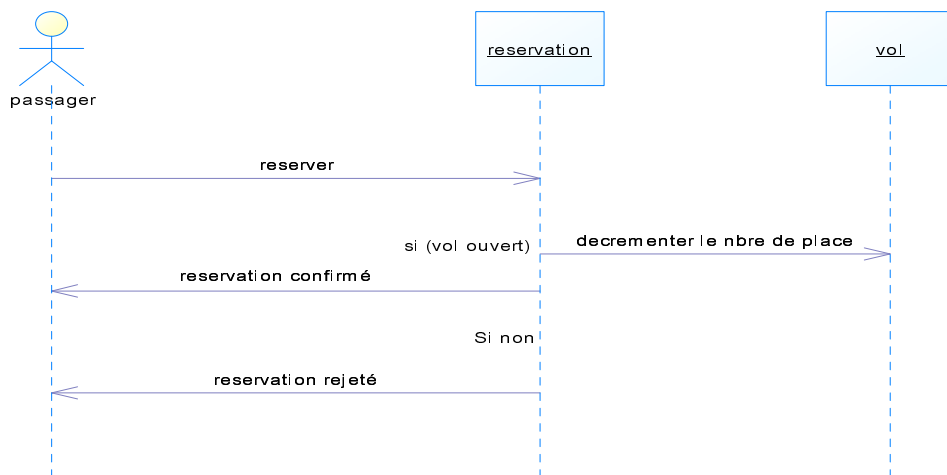 reservation
vol
passager
reserver
si (vol ouvert)
decrementer le nbre de place
reservation confirmé
Si non
reservation rejeté